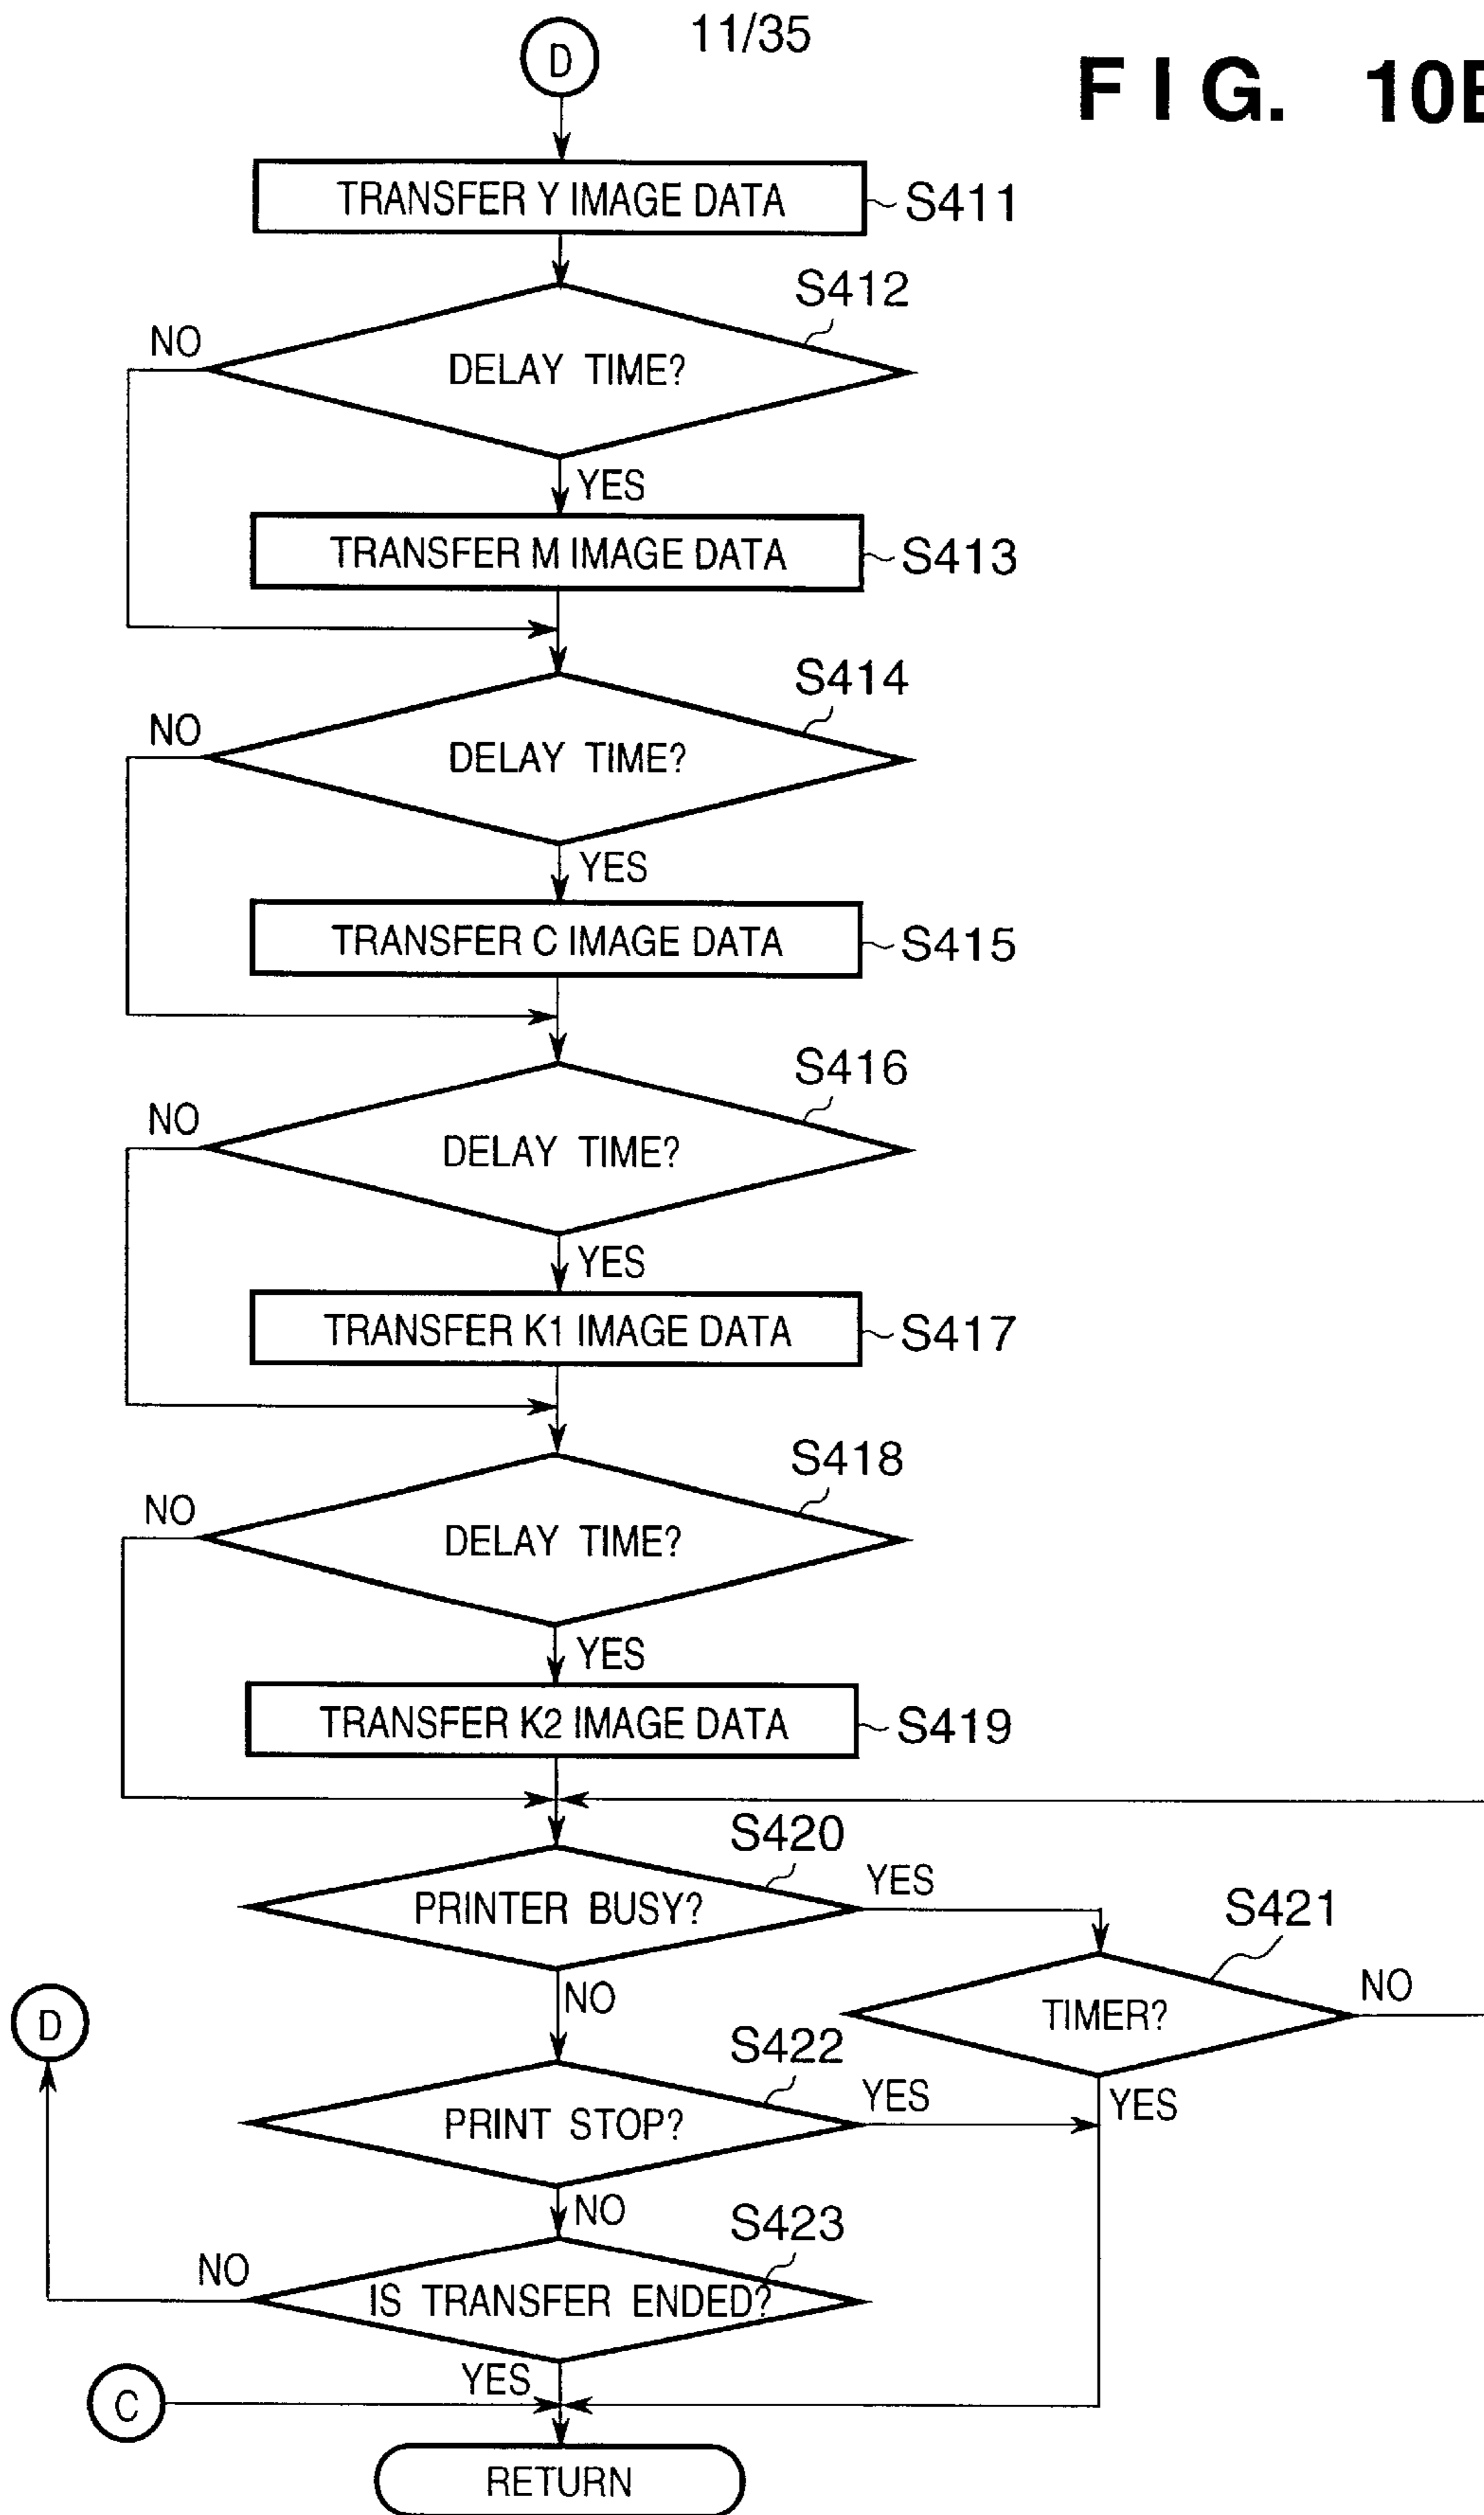 11/35
FIG. 10B
D
TRANSFER Y IMAGE DATA
S411
S412
NO
DELAY TIME?
YES
TRANSFER M IMAGE DATA
S413
S414
NO
DELAY TIME?
YES
TRANSFER C IMAGE DATA
S415
S416
NO
DELAY TIME?
YES
TRANSFER K1 IMAGE DATA
S417
S418
NO
DELAY TIME?
YES
TRANSFER K2 IMAGE DATA
S419
S420
PRINTER BUSY?
YES
S421
NO
TIMER?
NO
D
S422
PRINT STOP?
YES
YES
NO
S423
NO
IS TRANSFER ENDED?
YES
C
RETURN